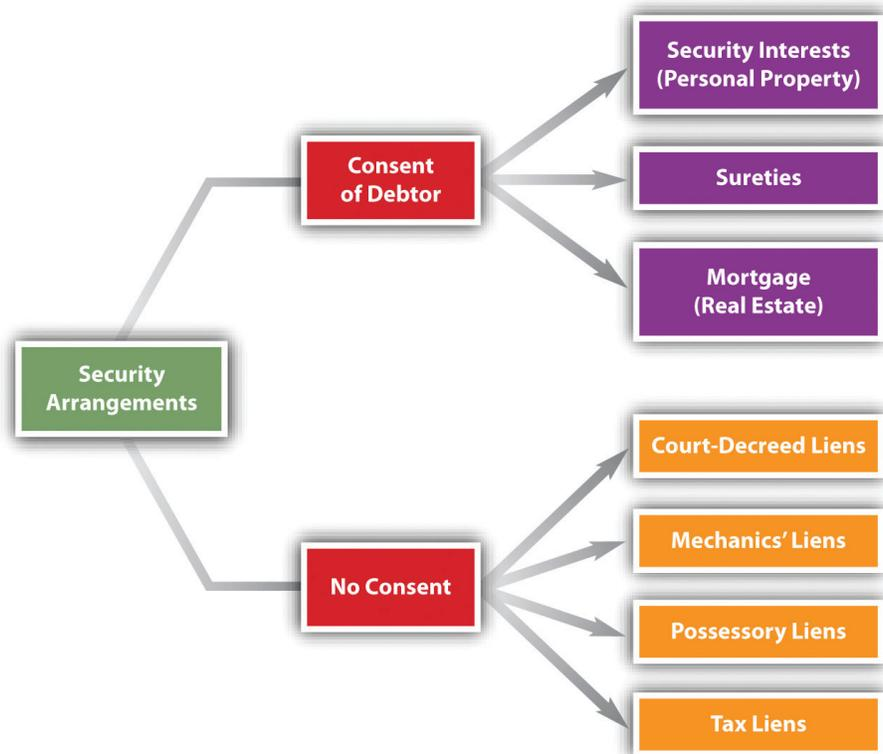 Security Interests
(Personal Property)
Consent
of Debtor
Sureties
Mortgage
(Real Estate)
Security
Arrangements
Court-Decreed Liens
Mechanics' Liens
No Consent
Possessory Liens
Tax Liens